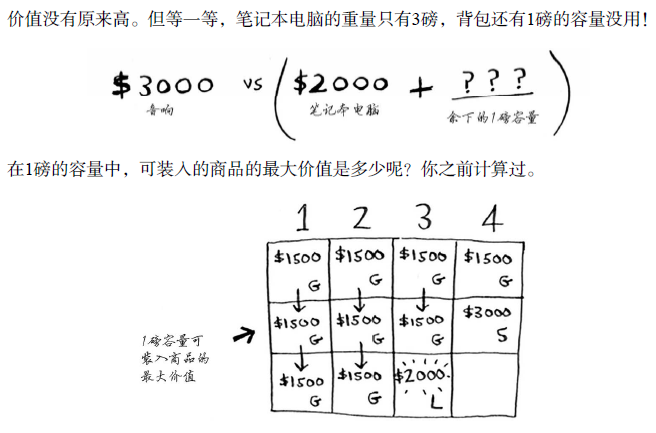 价值没有原来高。但等一等，笔记本电脑的重量只有3磅，背包还有1磅的容量没用！
$3000 vs ($2000 + ???)
音响 笔记本电脑 余下的1磅容量
在1磅的容量中，可装入的商品的最大价值是多少呢？你之前计算过。
1 2 3 4
$1500 $1500 $1500 $1500
G G G G
$1500 $1500 $1500 $3000
G G G S
1磅容量可
装入商品的
最大价值
$1500 $1500 $2000
G G L